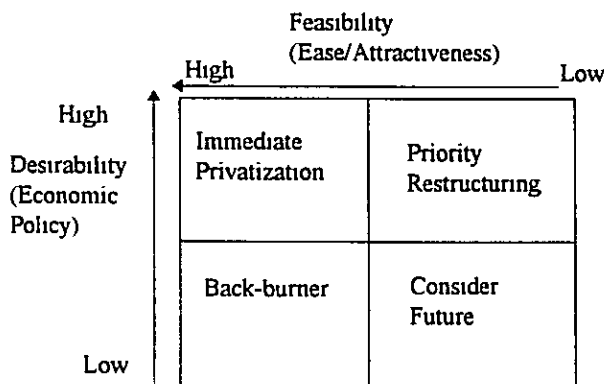 Feasibility
(Ease/Attractiveness)
High
Low
High
Desirability
(Economic
Policy)
Low
Immediate
Privatization
Priority
Restructuring
Back-burner
Consider
Future